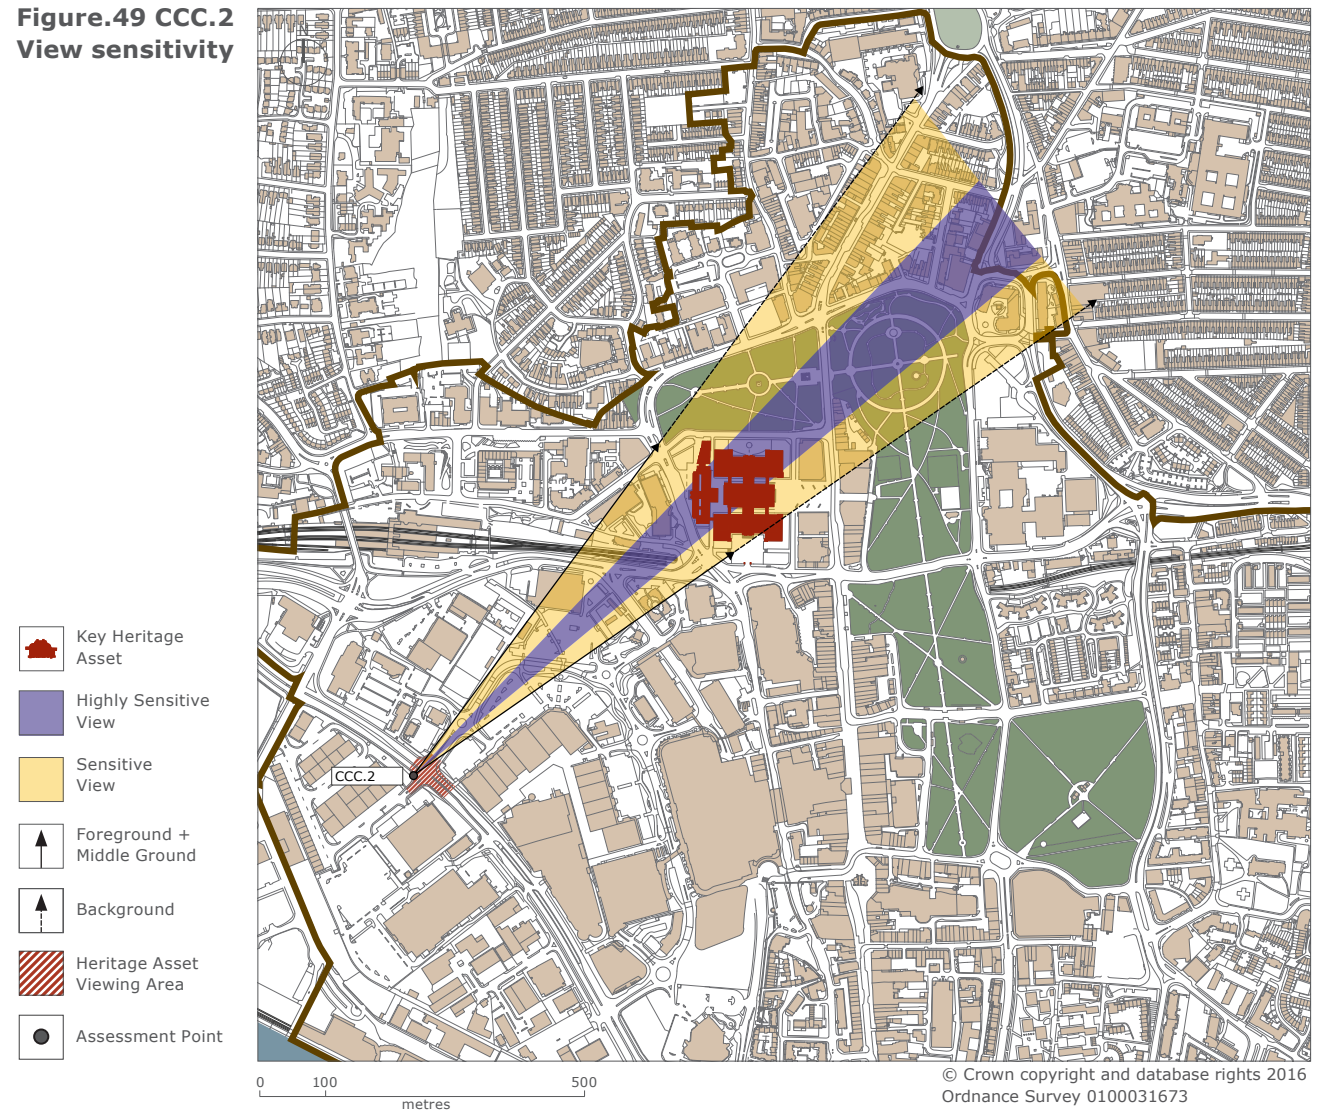 Figure.49 CCC.2
View sensitivity
Key Heritage
Asset
Highly Sensitive
View
Sensitive
View
Foreground +
Middle Ground
Background
Heritage Asset
Viewing Area
Assessment Point
CCC.2
0 100 500
metres
© Crown copyright and database rights 2016
Ordnance Survey 0100031673